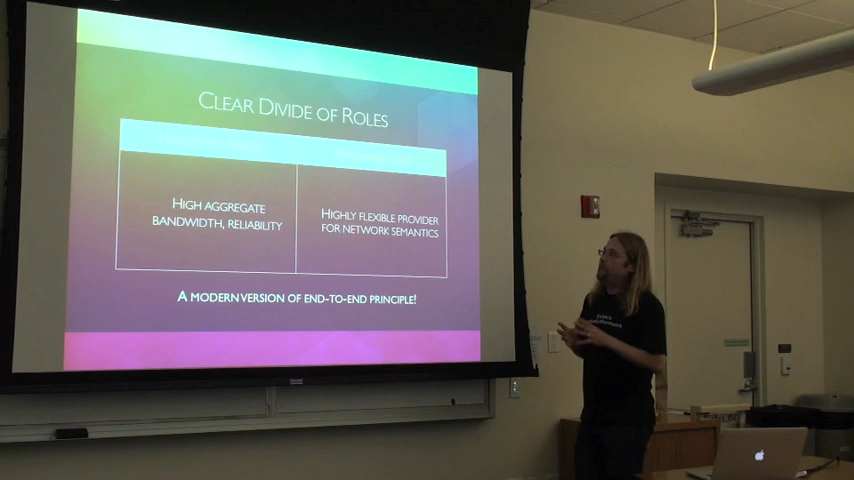 CLEAR DIVIDE OF ROLES
HIGH AGGREGATE
BANDWIDTH, RELIABILITY
HIGHLY FLEXIBLE PROVIDER
FOR NETWORK SEMANTICS
A MODERN VERSION OF END-TO-END PRINCIPLE!